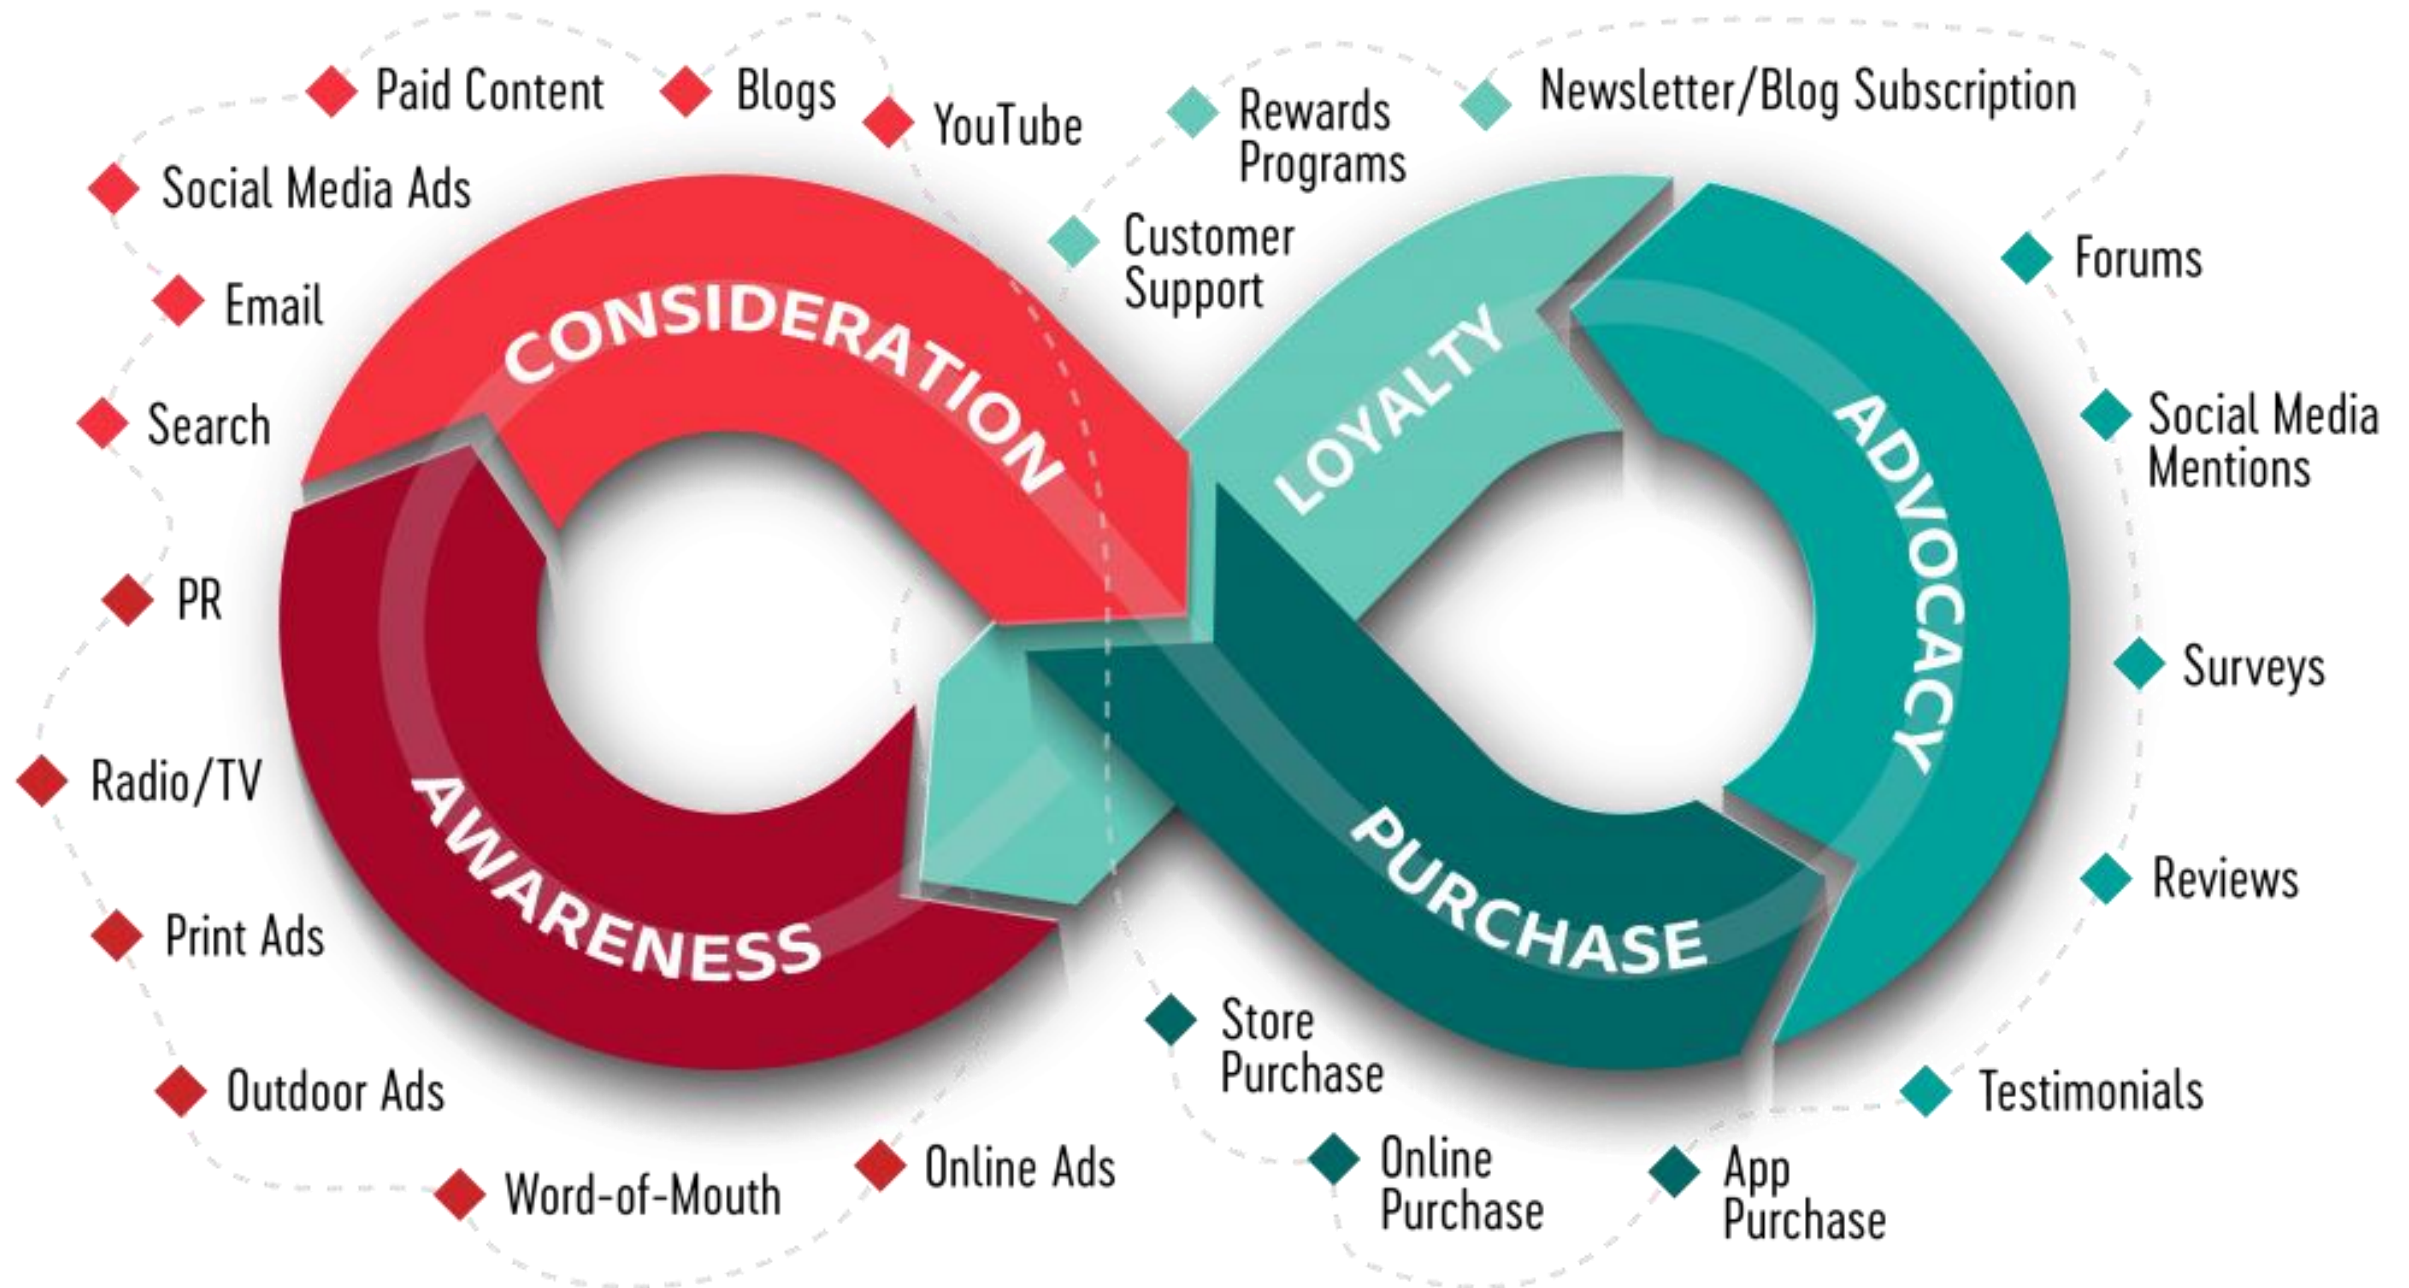 Paid Content
Blogs
YouTube
Rewards
Programs
Newsletter/Blog Subscription
Social Media Ads
Customer
Support
Forums
Email
CONSIDERATION
LOYALTY
ADVOCACY
Search
Social Media
Mentions
PR
Surveys
Radio/TV
AWARENESS
PURCHASE
Reviews
Print Ads
Store
Purchase
Outdoor Ads
Testimonials
Word-of-Mouth
Online Ads
Online
Purchase
App
Purchase